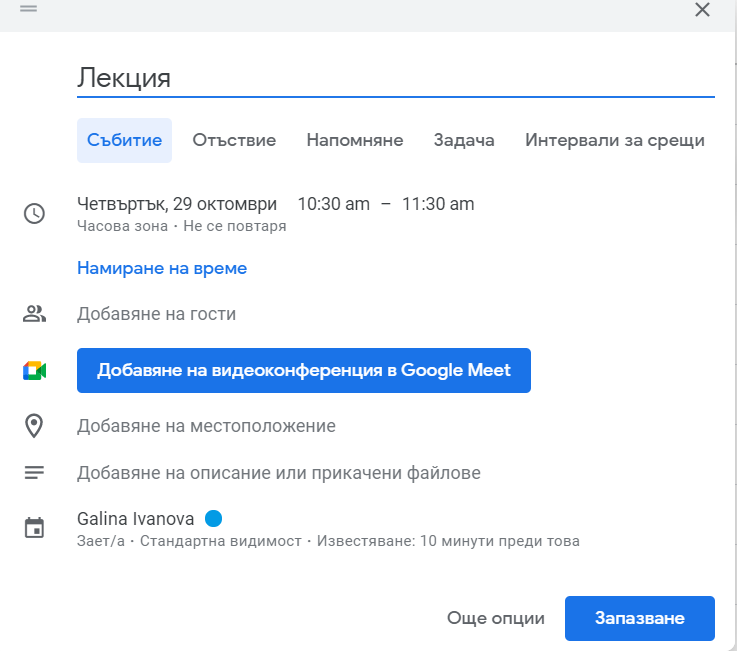 Лекция
Събитие Отъствие Напомняне Задача Интервали за срещи
Четвъртък, 29 октомври 10:30 am – 11:30 am
Часова зона · Не се повтаря
Намиране на време
Добавяне на гости
Добавяне на видеоконференция в Google Meet
Добавяне на местоположение
Добавяне на описание или прикачени файлове
Galina Ivanova
Зает/а · Стандартна видимост · Известяване: 10 минути преди това
Още опции Запазване